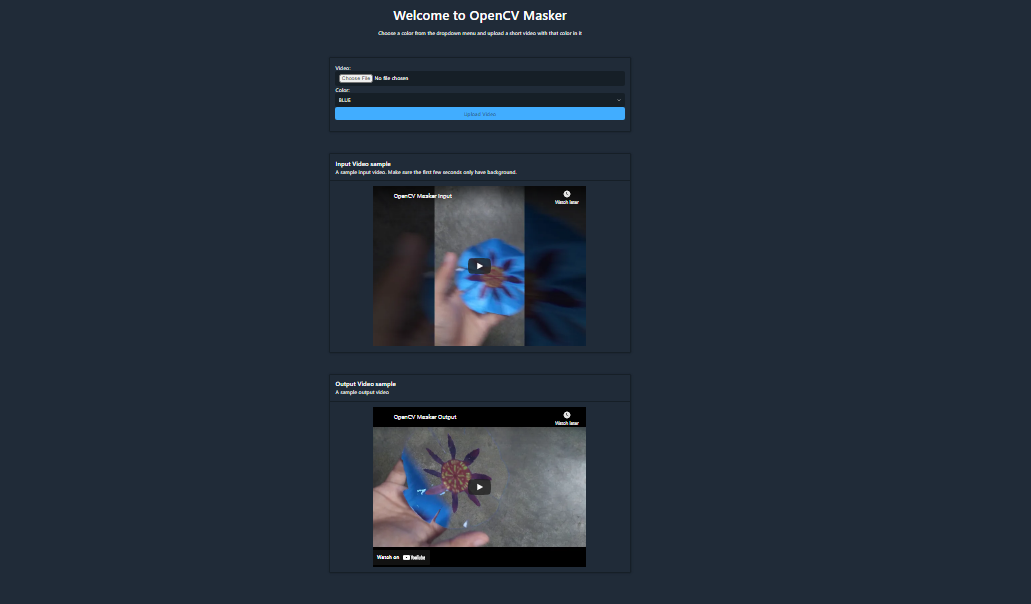 Welcome to OpenCV Masker
Choose a color from the dropdown menu and upload a short video with that color in it
Video:
Choose File No file chosen
Color:
BLUE
Upload Video
Input Video sample
A sample input video. Make sure the first few seconds only have background.
OpenCV Masker Input
Watch later
Output Video sample
A sample output video
OpenCV Masker Output
Watch later
Watch on YouTube